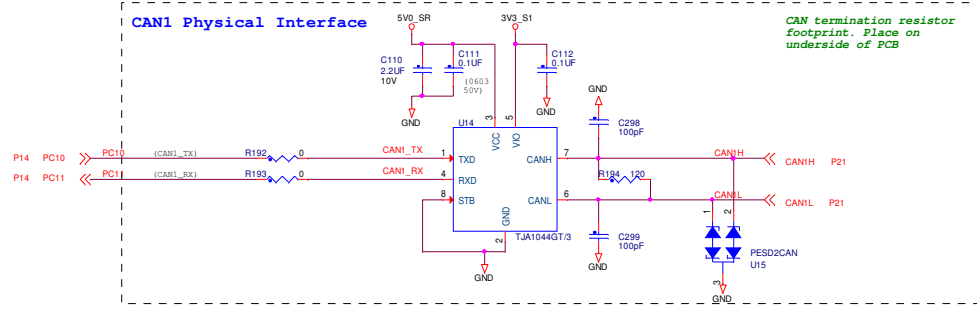 CAN1 Physical Interface
5V0_SR
3V3_S1
CAN termination resistor
footprint. Place on
underside of PCB
C110
2.2UF
10V
C111
0.1UF
(0603
50V)
C112
0.1UF
GND
GND
GND
U14
3
5
VCC
VIO
C298
100pF
P14 PC10
PC10
(CAN1_TX)
R192
0
CAN1_TX
1
TXD
CANH
7
CAN1H
CAN1H P21
P14 PC11
PC11
(CAN1_RX)
R193
0
CAN1_RX
4
RXD
R194
120
8
STB
CANL
6
CAN1L
CAN1L P21
GND
2
TJA1044GT/3
C299
100pF
1
2
PESD2CAN
U15
3
GND
GND
GND